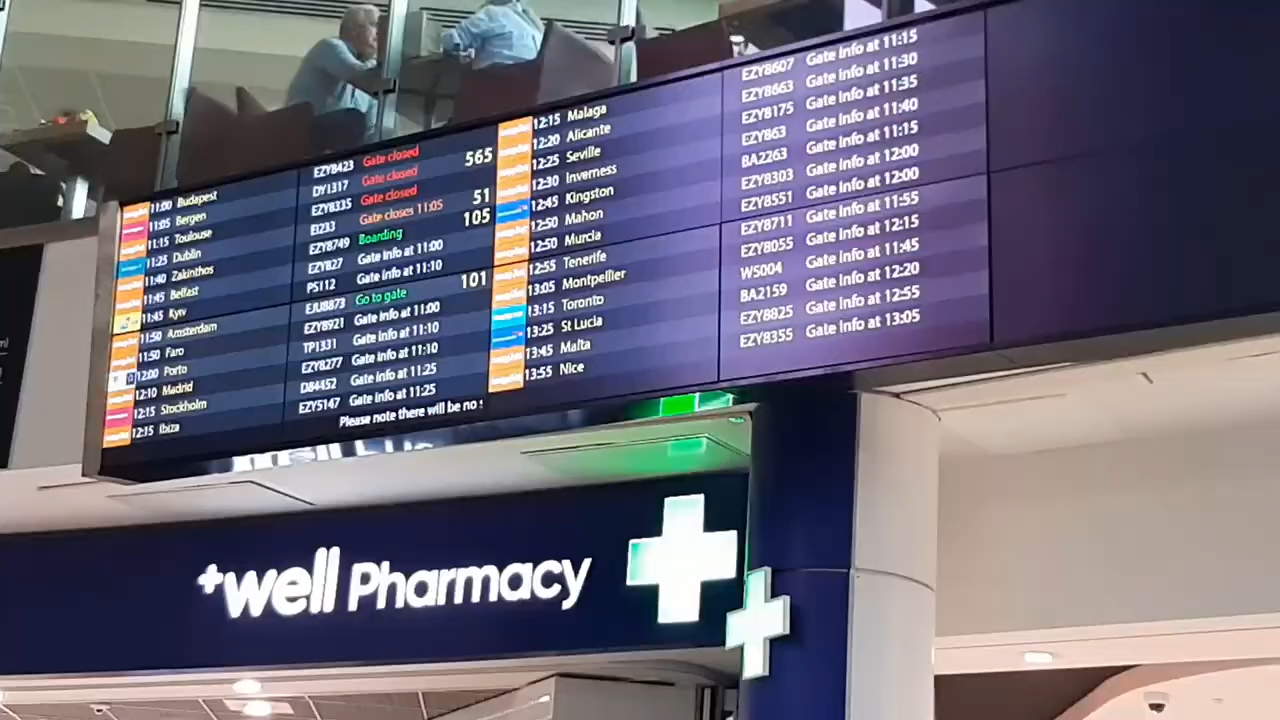 11:00 Budapest EZY8423 Gate closed
11:05 Bergen DY1317 Gate closed 565
11:15 Toulouse EZY8335 Gate closed
11:25 Dublin EI233 Gate closes 11:05 51
11:40 Zakinthos EZY8749 Boarding 105
11:45 Belfast EZY827 Gate info at 11:00
11:45 Kyiv PS112 Gate info at 11:10
11:50 Amsterdam EJU8873 Go to gate 101
11:50 Faro EZY8921 Gate info at 11:00
12:00 Porto TP1331 Gate info at 11:10
12:10 Madrid EZY8277 Gate info at 11:10
12:15 Stockholm D84452 Gate info at 11:25
12:15 Ibiza EZY5147 Gate info at 11:25
Please note there will be no
12:15 Malaga EZY8607 Gate info at 11:15
12:20 Alicante EZY8663 Gate info at 11:30
12:25 Seville EZY8175 Gate info at 11:35
12:30 Inverness EZY863 Gate info at 11:40
12:45 Kingston BA2263 Gate info at 11:15
12:50 Mahon EZY8303 Gate info at 12:00
12:50 Murcia EZY8551 Gate info at 12:00
12:55 Tenerife EZY8711 Gate info at 11:55
13:05 Montpellier EZY8055 Gate info at 12:15
13:15 Toronto WS004 Gate info at 11:45
13:25 St Lucia BA2159 Gate info at 12:20
13:45 Malta EZY8825 Gate info at 12:55
13:55 Nice EZY8355 Gate info at 13:05
+well Pharmacy